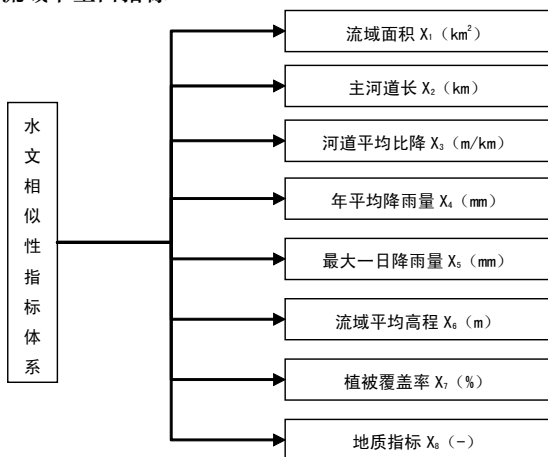 水文相似性指标体系
流域面积 X₁（km²）
主河道长 X₂（km）
河道平均比降 X₃（m/km）
年平均降雨量 X₄（mm）
最大一日降雨量 X₅（mm）
流域平均高程 X₆（m）
植被覆盖率 X₇（%）
地质指标 X₈（-）